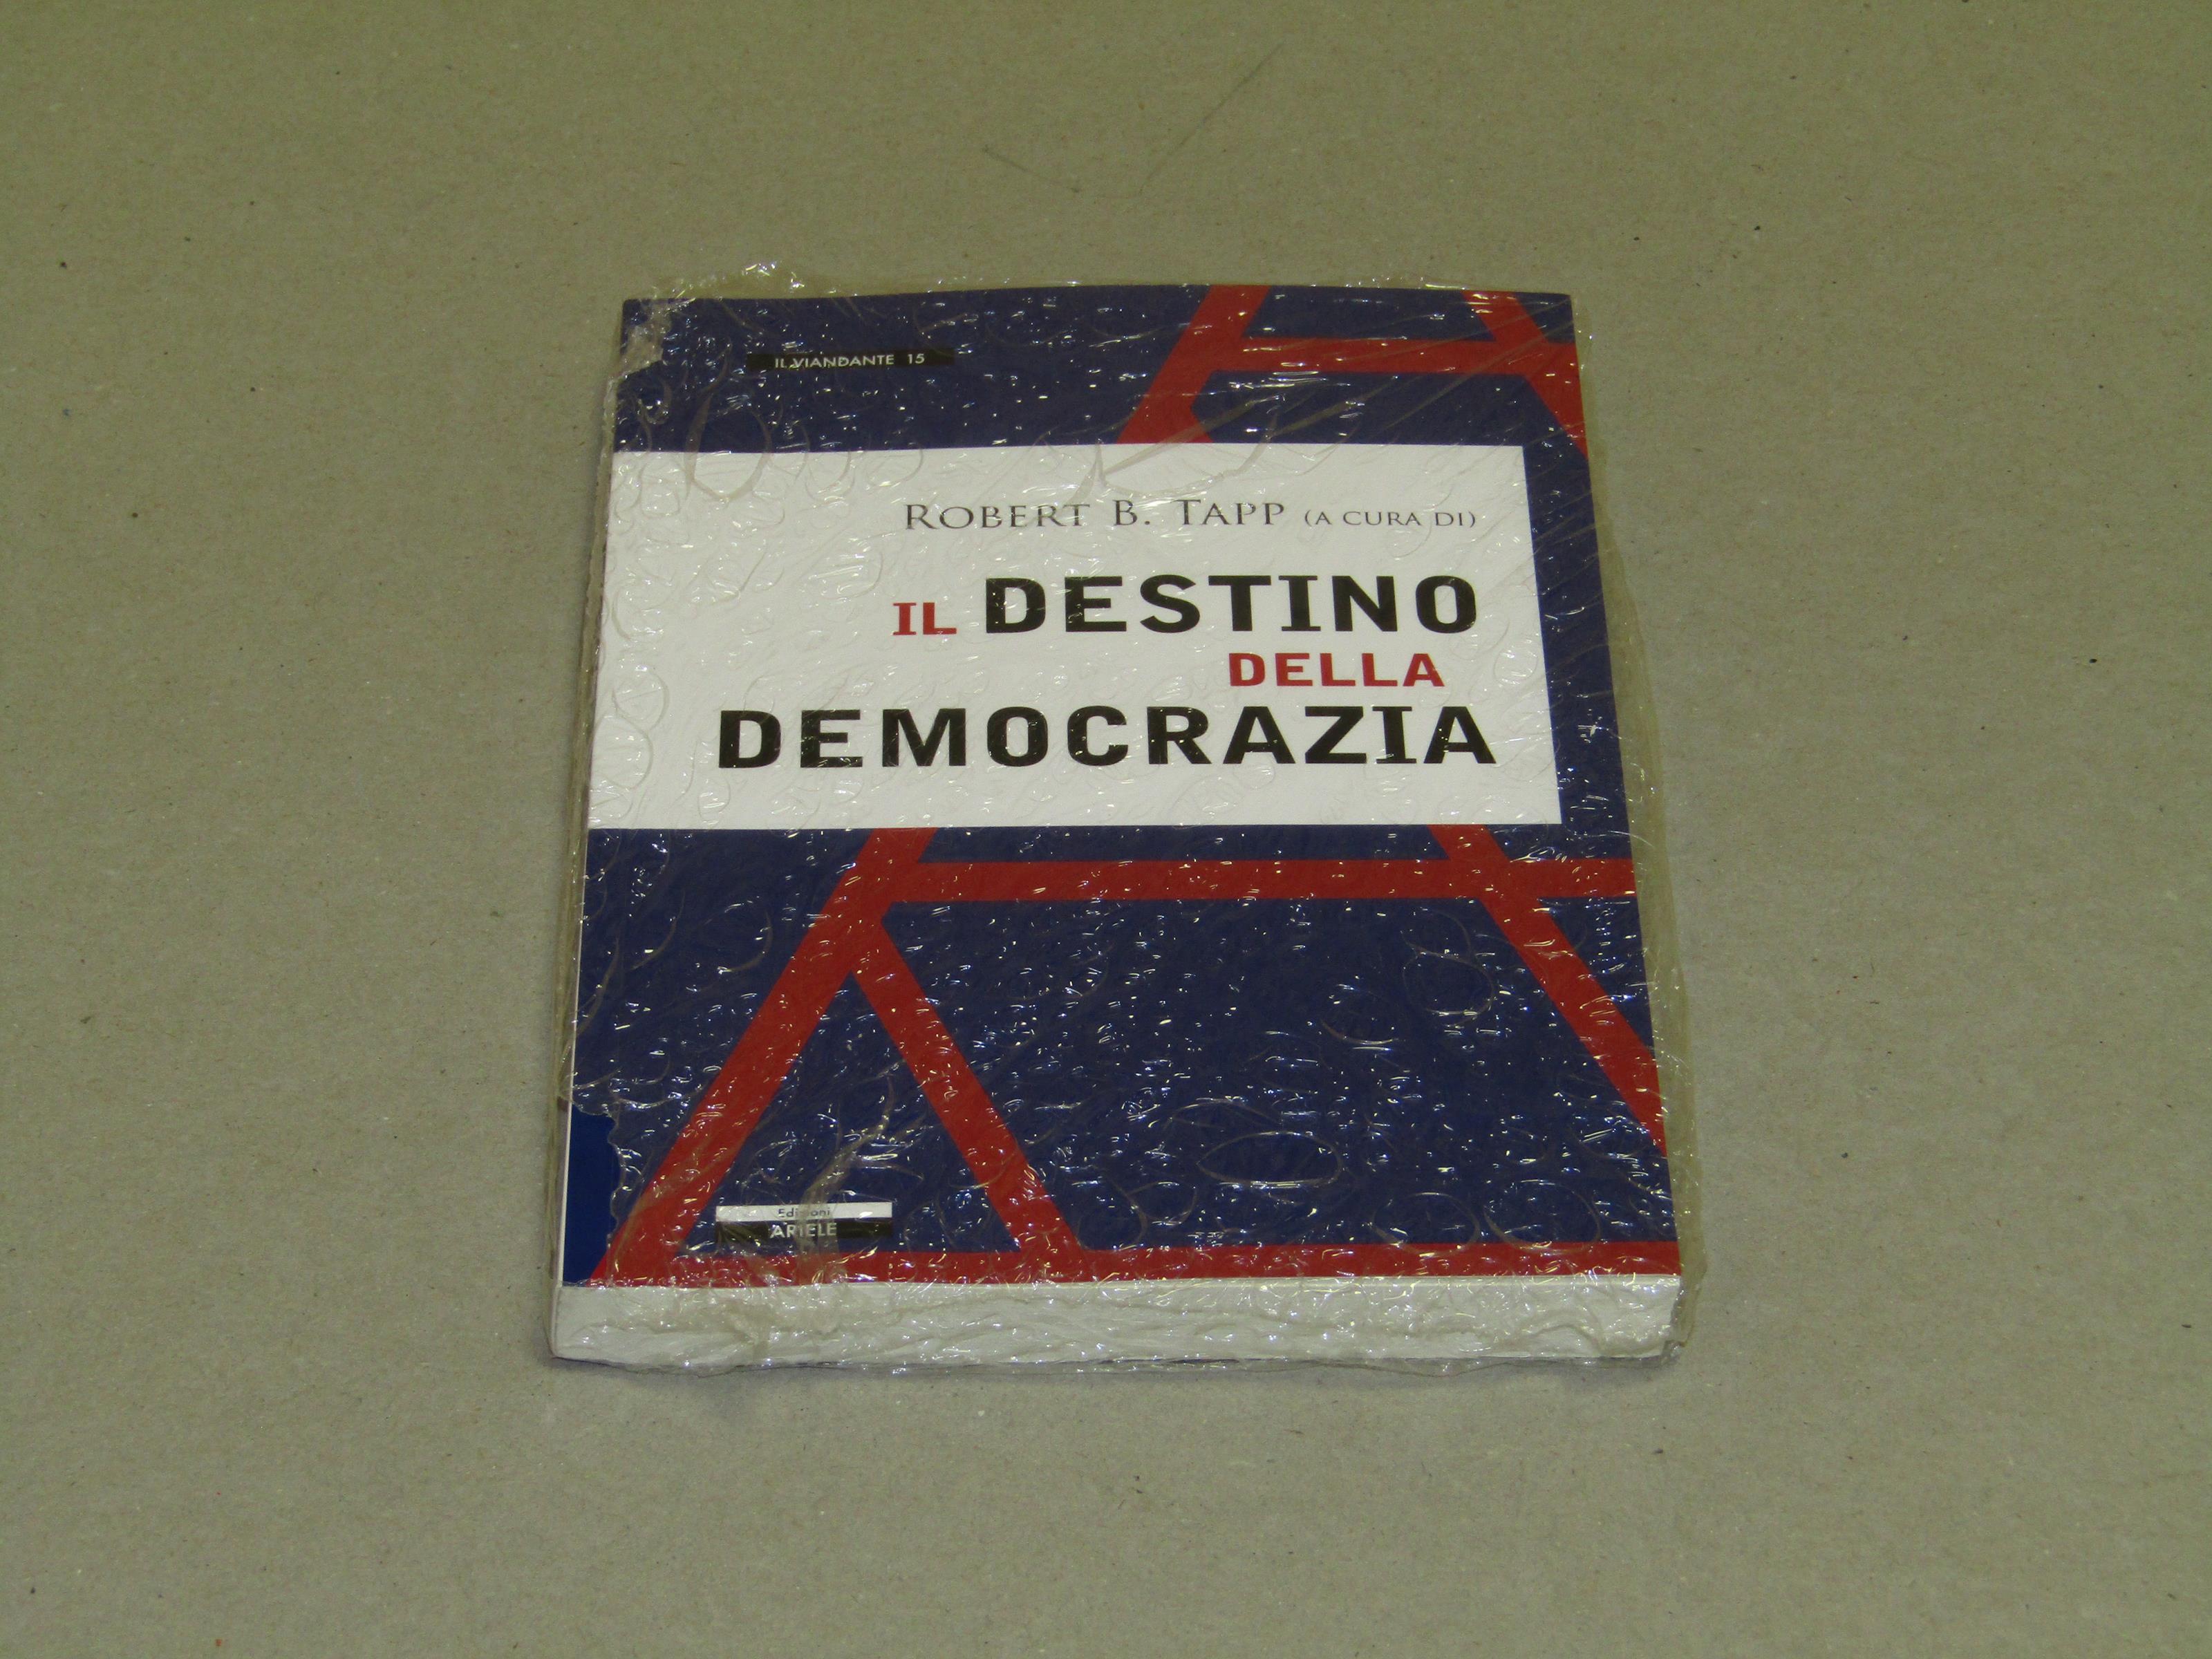 IL VIANDANTE 15
ROBERT B. TAPP (A CURA DI)
IL DESTINO
DELLA
DEMOCRAZIA
Edizioni
ARIELE